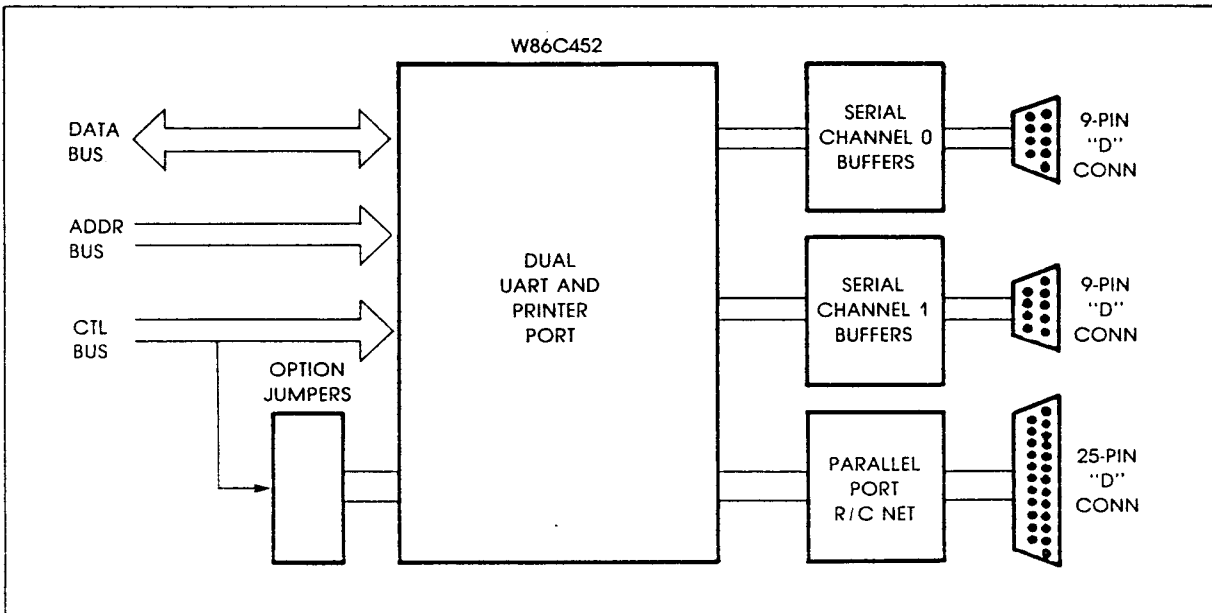 W86C452
DATA
BUS
ADDR
BUS
CTL
BUS
OPTION
JUMPERS
DUAL
UART AND
PRINTER
PORT
SERIAL
CHANNEL 0
BUFFERS
9-PIN
"D"
CONN
SERIAL
CHANNEL 1
BUFFERS
9-PIN
"D"
CONN
PARALLEL
PORT
R/C NET
25-PIN
"D"
CONN